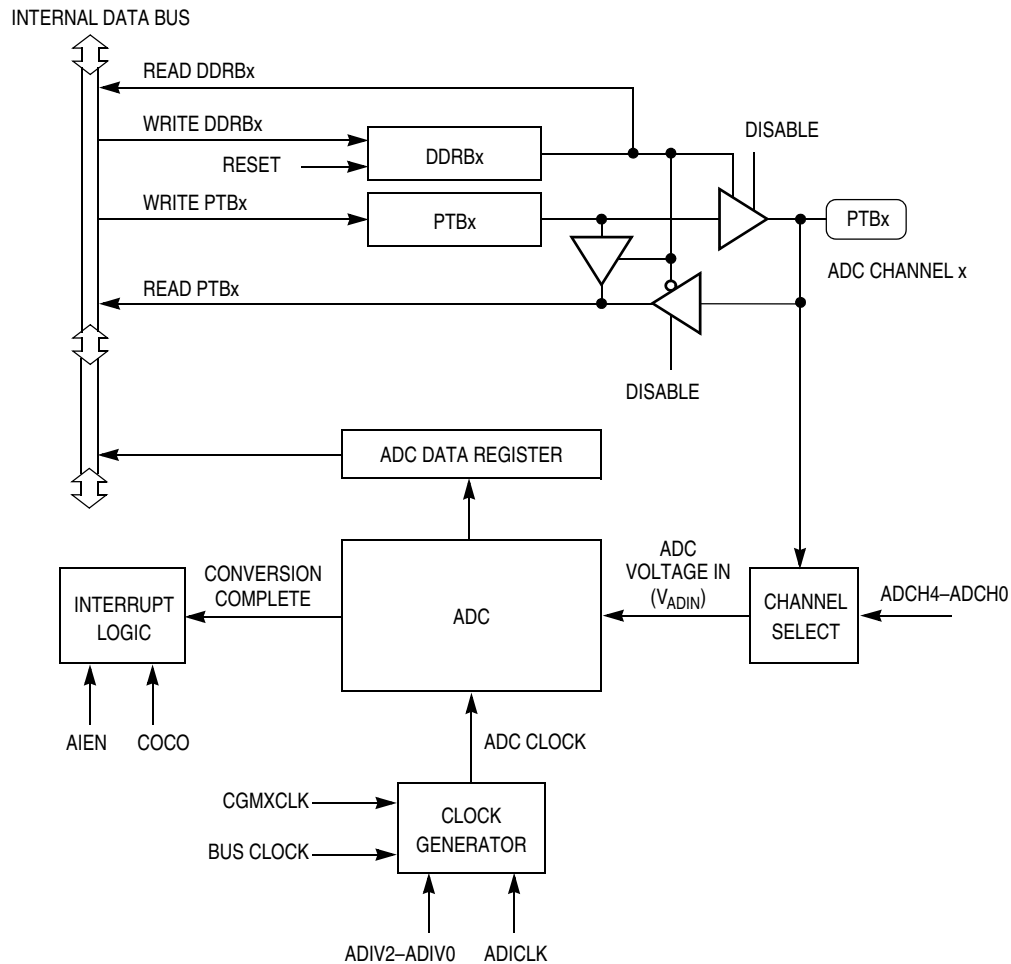 INTERNAL DATA BUS
READ DDRBx
WRITE DDRBx
RESET
DDRBx
DISABLE
WRITE PTBx
PTBx
PTBx
ADC CHANNEL x
READ PTBx
DISABLE
ADC DATA REGISTER
INTERRUPT
LOGIC
CONVERSION
COMPLETE
ADC
ADC
VOLTAGE IN
(VADIN)
CHANNEL
SELECT
ADCH4–ADCH0
AIEN
COCO
ADC CLOCK
CGMXCLK
BUS CLOCK
CLOCK
GENERATOR
ADIV2–ADIV0
ADICLK